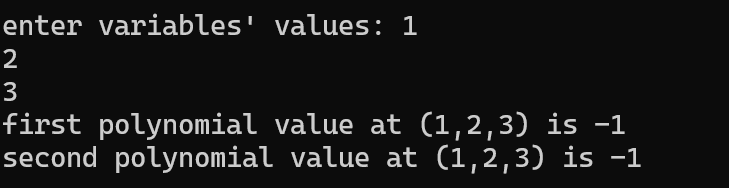 enter variables' values: 1
2
3
first polynomial value at (1,2,3) is -1
second polynomial value at (1,2,3) is -1